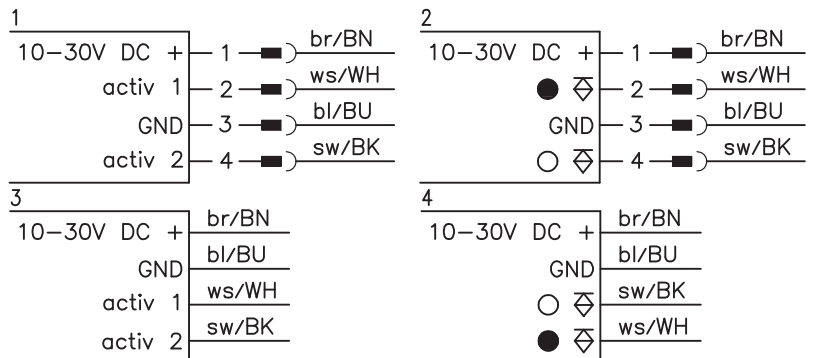 1
10-30V DC + 1 br/BN
activ 1 2 ws/WH
GND 3 bl/BU
activ 2 4 sw/BK
2
10-30V DC + 1 br/BN
2 ws/WH
GND 3 bl/BU
4 sw/BK
3
10-30V DC + br/BN
GND bl/BU
activ 1 ws/WH
activ 2 sw/BK
4
10-30V DC + br/BN
GND bl/BU
sw/BK
ws/WH